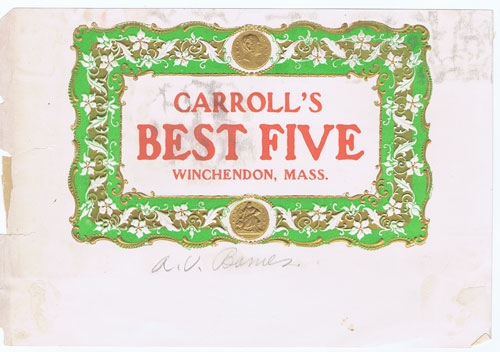 CARROLL'S
BEST FIVE
WINCHENDON, MASS.
A. V. Barnes.